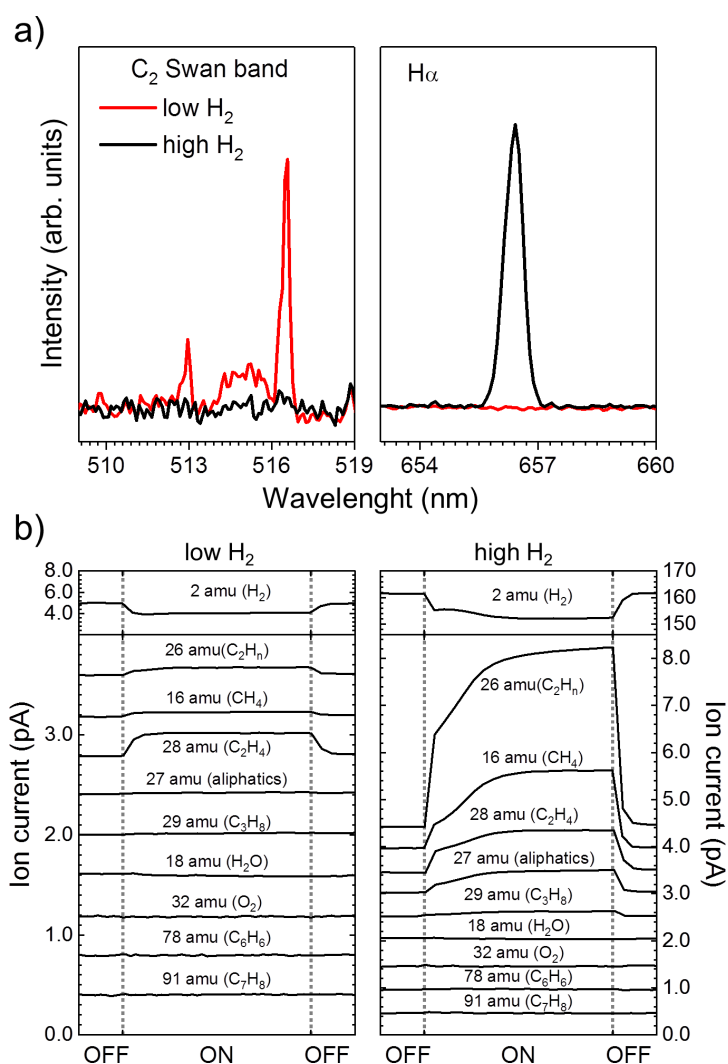 a)
C₂ Swan band
low H₂
high H₂
Hα
Intensity (arb. units)
510 513 516 519 654 657 660
Wavelenght (nm)
b)
low H₂ high H₂
8.0
6.0
4.0
3.0
2.0
1.0
0.0
Ion current (pA)
2 amu (H₂)
26 amu(C₂Hₙ)
16 amu (CH₄)
28 amu (C₂H₄)
27 amu (aliphatics)
29 amu (C₃H₈)
18 amu (H₂O)
32 amu (O₂)
78 amu (C₆H₆)
91 amu (C₇H₈)
2 amu (H₂)
26 amu(C₂Hₙ)
16 amu (CH₄)
28 amu (C₂H₄)
27 amu (aliphatics)
29 amu (C₃H₈)
18 amu (H₂O)
32 amu (O₂)
78 amu (C₆H₆)
91 amu (C₇H₈)
170
160
150
8.0
7.0
5.0
5.0
4.0
3.0
2.0
1.0
0.0
Ion current (pA)
OFF ON OFF OFF ON OFF